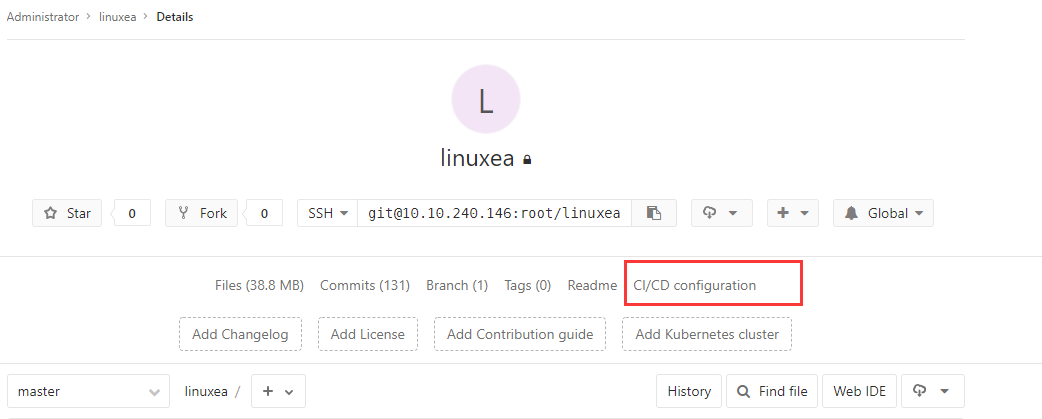 Administrator > linuxea > Details
L
linuxea
Star 0 Fork 0 SSH git@10.10.240.146:root/linuxea Global
Files (38.8 MB) Commits (131) Branch (1) Tags (0) Readme CI/CD configuration
Add Changelog Add License Add Contribution guide Add Kubernetes cluster
master linuxea / + History Find file Web IDE